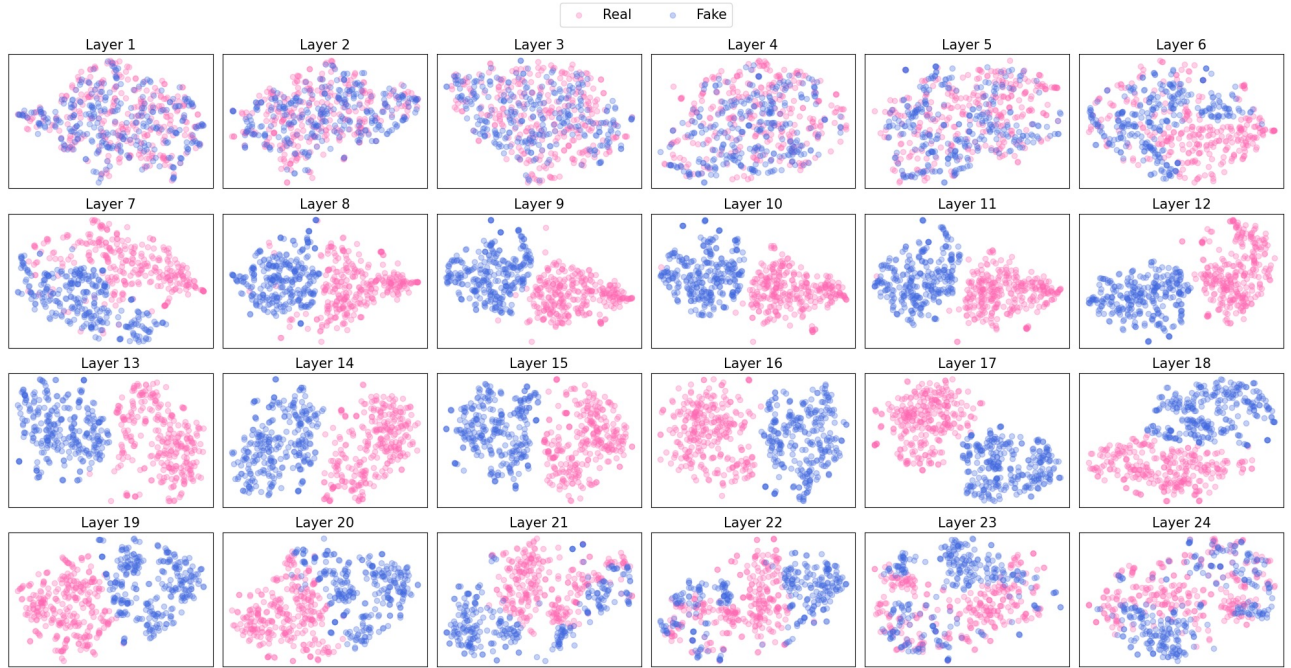 Real Fake
Layer 1 Layer 2 Layer 3 Layer 4 Layer 5 Layer 6
Layer 7 Layer 8 Layer 9 Layer 10 Layer 11 Layer 12
Layer 13 Layer 14 Layer 15 Layer 16 Layer 17 Layer 18
Layer 19 Layer 20 Layer 21 Layer 22 Layer 23 Layer 24